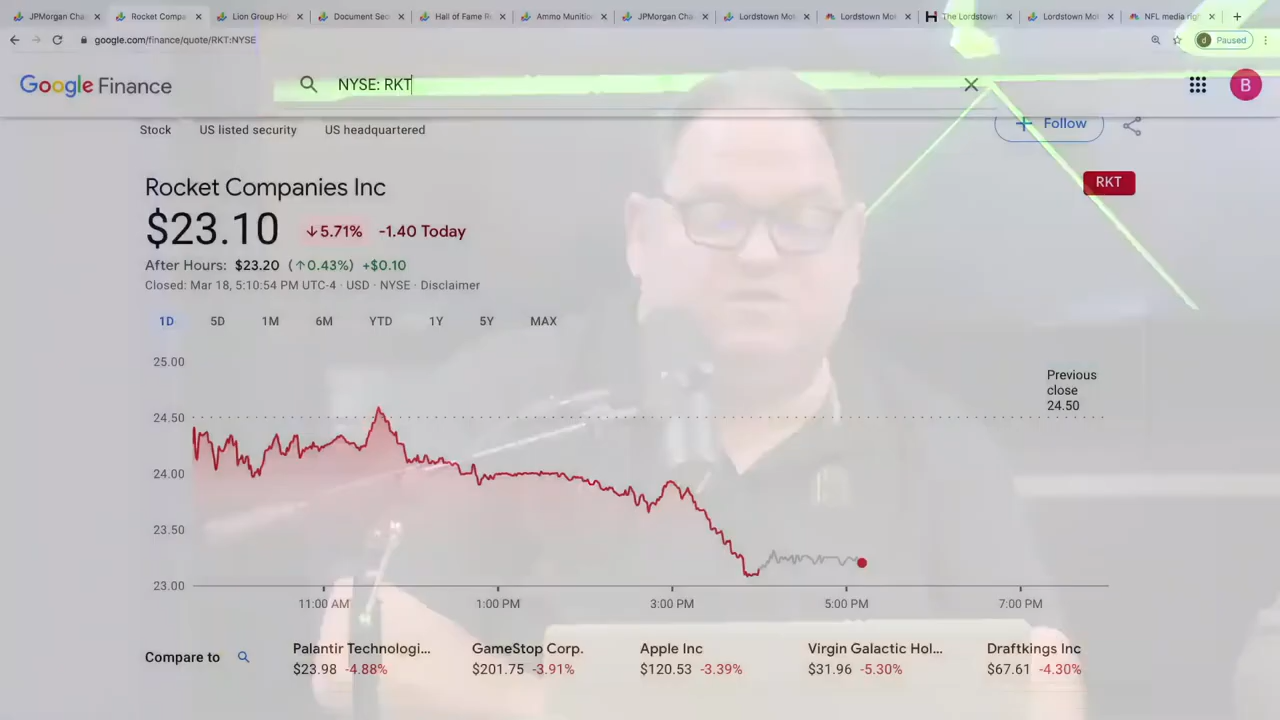 JPMorgan Cha
Rocket Compa
Lion Group Ho
Document Sec
Hall of Fame R
Ammo Munitio
JPMorgan Cha
Lordstown Mo
Lordstown Mo
The Lordstown
Lordstown Mo
NFL media rig
google.com/finance/quote/RKT:NYSE
d Paused
Google Finance
NYSE: RKT
B
Stock US listed security US headquartered
Follow
Rocket Companies Inc
RKT
$23.10 ↓5.71% -1.40 Today
After Hours: $23.20 (↑0.43%) +$0.10
Closed: Mar 18, 5:10:54 PM UTC-4 · USD · NYSE · Disclaimer
1D 5D 1M 6M YTD 1Y 5Y MAX
25.00
Previous
close
24.50
24.50
24.00
23.50
23.00
11:00 AM 1:00 PM 3:00 PM 5:00 PM 7:00 PM
Compare to
Palantir Technologi... GameStop Corp. Apple Inc Virgin Galactic Hol... Draftkings Inc
$23.98 -4.88% $201.75 -3.91% $120.53 -3.39% $31.96 -5.30% $67.61 -4.30%